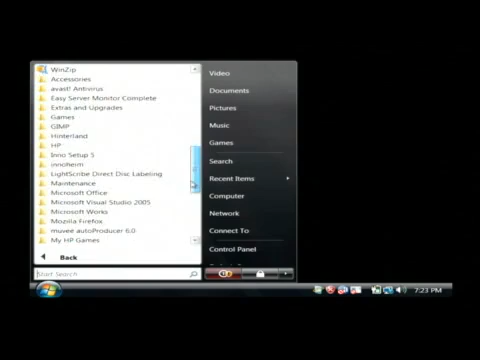 WinZip
Accessories
avast! Antivirus
Easy Server Monitor Complete
Extras and Upgrades
Games
GIMP
Hinterland
HP
Inno Setup 5
innoheim
LightScribe Direct Disc Labeling
Maintenance
Microsoft Office
Microsoft Visual Studio 2005
Microsoft Works
Mozilla Firefox
muvee autoProducer 6.0
My HP Games
Back
Start Search
Video
Documents
Pictures
Music
Games
Search
Recent Items
Computer
Network
Connect To
Control Panel
7:23 PM